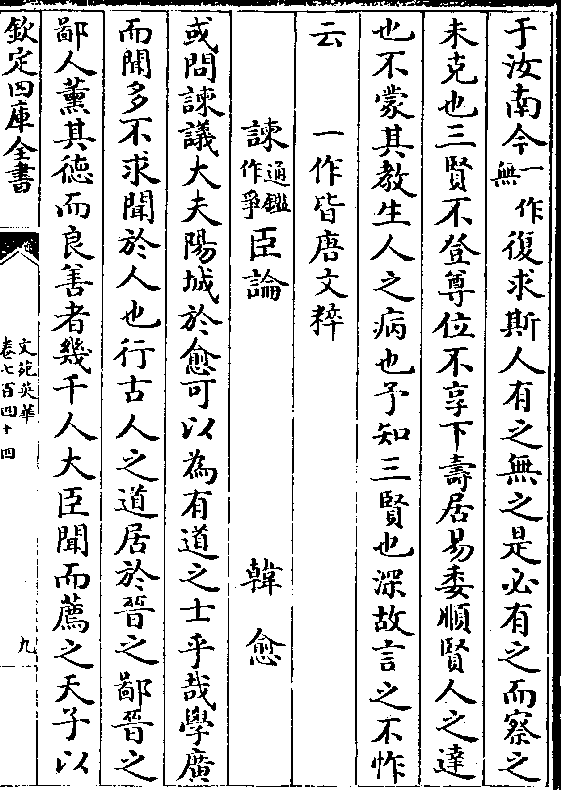 于汝南今一作無復求斯人有之無之是必有之而察之
未克也三賢不登尊位不享下壽居易委順賢人之達
也不蒙其教生人之病也予知三賢也深故言之不怍
云　一作皆唐文粹
諫通鑑作爭臣論　韓愈
或問諫議大夫陽城於愈可以為有道之士乎哉學廣
而聞多不求聞於人也行古人之道居於晉之鄙晉之
鄙人薰其德而良善者幾千人大臣聞而薦之天子以
欽定四庫全書
文苑英華
卷七百四十四
九